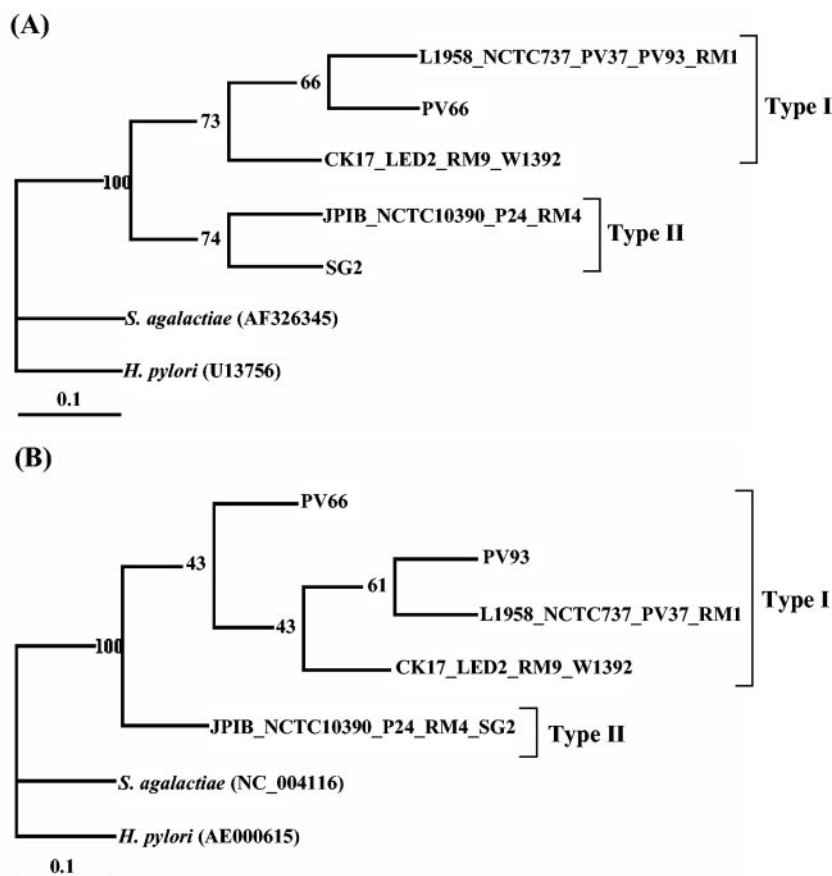 (A)
L1958_NCTC737_PV37_PV93_RM1
66
Type I
PV66
73
CK17_LED2_RM9_W1392
100
JPIB_NCTC10390_P24_RM4
74
Type II
SG2
S. agalactiae (AF326345)
H. pylori (U13756)
0.1
(B)
PV66
43
PV93
61
Type I
L1958_NCTC737_PV37_RM1
43
100
CK17_LED2_RM9_W1392
JPIB_NCTC10390_P24_RM4_SG2
Type II
S. agalactiae (NC_004116)
H. pylori (AE000615)
0.1